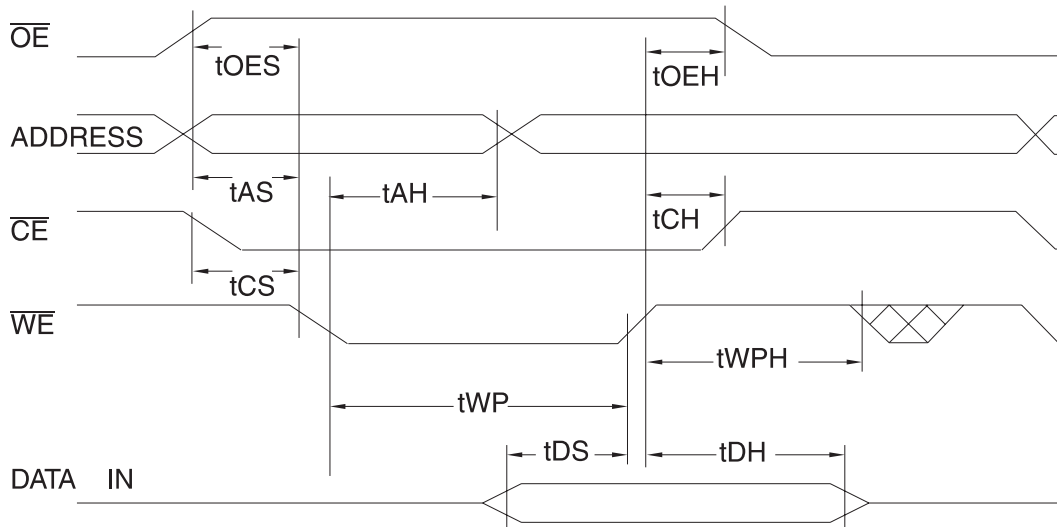 OE
tOES
tOEH
ADDRESS
tAS
tAH
tCH
CE
tCS
WE
tWPH
tWP
tDS
tDH
DATA IN